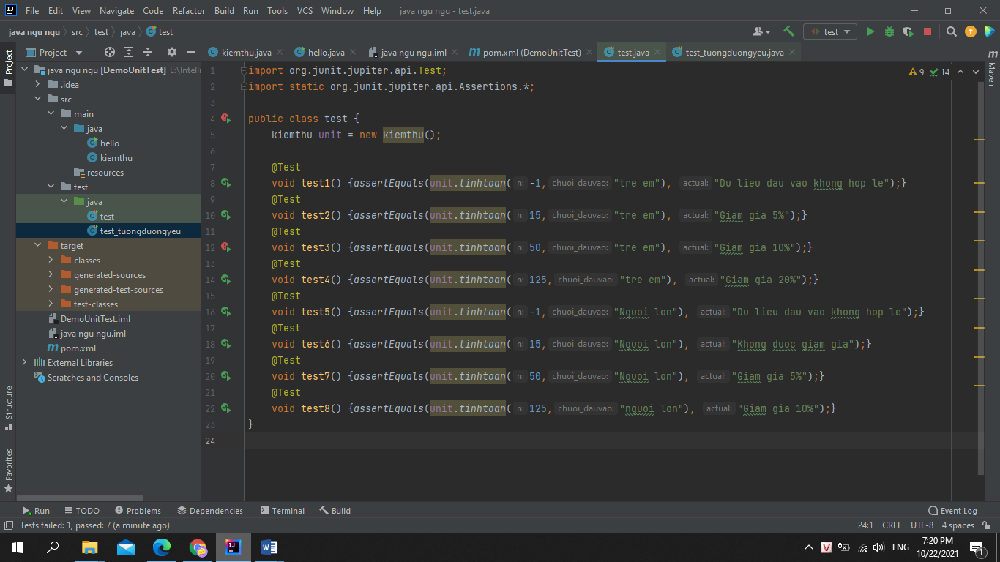 File Edit View Navigate Code Refactor Build Run Tools VCS Window Help java ngu ngu - test.java
java ngu ngu src test java test
test
Project
kiemthu.java hello.java java ngu ngu.iml pom.xml (DemoUnitTest) test.java test_tuongduongyeu.java
Project
Maven
java ngu ngu [DemoUnitTest] E:\Intelli
.idea
src
main
java
hello
kiemthu
resources
test
java
test
test_tuongduongyeu
target
classes
generated-sources
generated-test-sources
test-classes
DemoUnitTest.iml
java ngu ngu.iml
pom.xml
External Libraries
Scratches and Consoles
9 14
1 import org.junit.jupiter.api.Test;
2 import static org.junit.jupiter.api.Assertions.*;
3
4 public class test {
5 kiemthu unit = new kiemthu();
6
7 @Test
8 void test1() {assertEquals(unit.tinhtoan( n: -1, chuoi_dauvao: "tre em"), actual: "Du lieu dau vao khong hop le");}
9 @Test
10 void test2() {assertEquals(unit.tinhtoan( n: 15, chuoi_dauvao: "tre em"), actual: "Giam gia 5%");}
11 @Test
12 void test3() {assertEquals(unit.tinhtoan( n: 50, chuoi_dauvao: "tre em"), actual: "Giam gia 10%");}
13 @Test
14 void test4() {assertEquals(unit.tinhtoan( n: 125, chuoi_dauvao: "tre em"), actual: "Giam gia 20%");}
15 @Test
16 void test5() {assertEquals(unit.tinhtoan( n: -1, chuoi_dauvao: "Nguoi lon"), actual: "Du lieu dau vao khong hop le");}
17 @Test
18 void test6() {assertEquals(unit.tinhtoan( n: 15, chuoi_dauvao: "Nguoi lon"), actual: "Khong duoc giam gia");}
19 @Test
20 void test7() {assertEquals(unit.tinhtoan( n: 50, chuoi_dauvao: "Nguoi lon"), actual: "Giam gia 5%");}
21 @Test
22 void test8() {assertEquals(unit.tinhtoan( n: 125, chuoi_dauvao: "nguoi lon"), actual: "Giam gia 10%");}
23 }
24
Structure
Favorites
Run TODO Problems Dependencies Terminal Build Event Log
Tests failed: 1, passed: 7 (a minute ago) 24:1 CRLF UTF-8 4 spaces
ENG 7:20 PM
10/22/2021 1